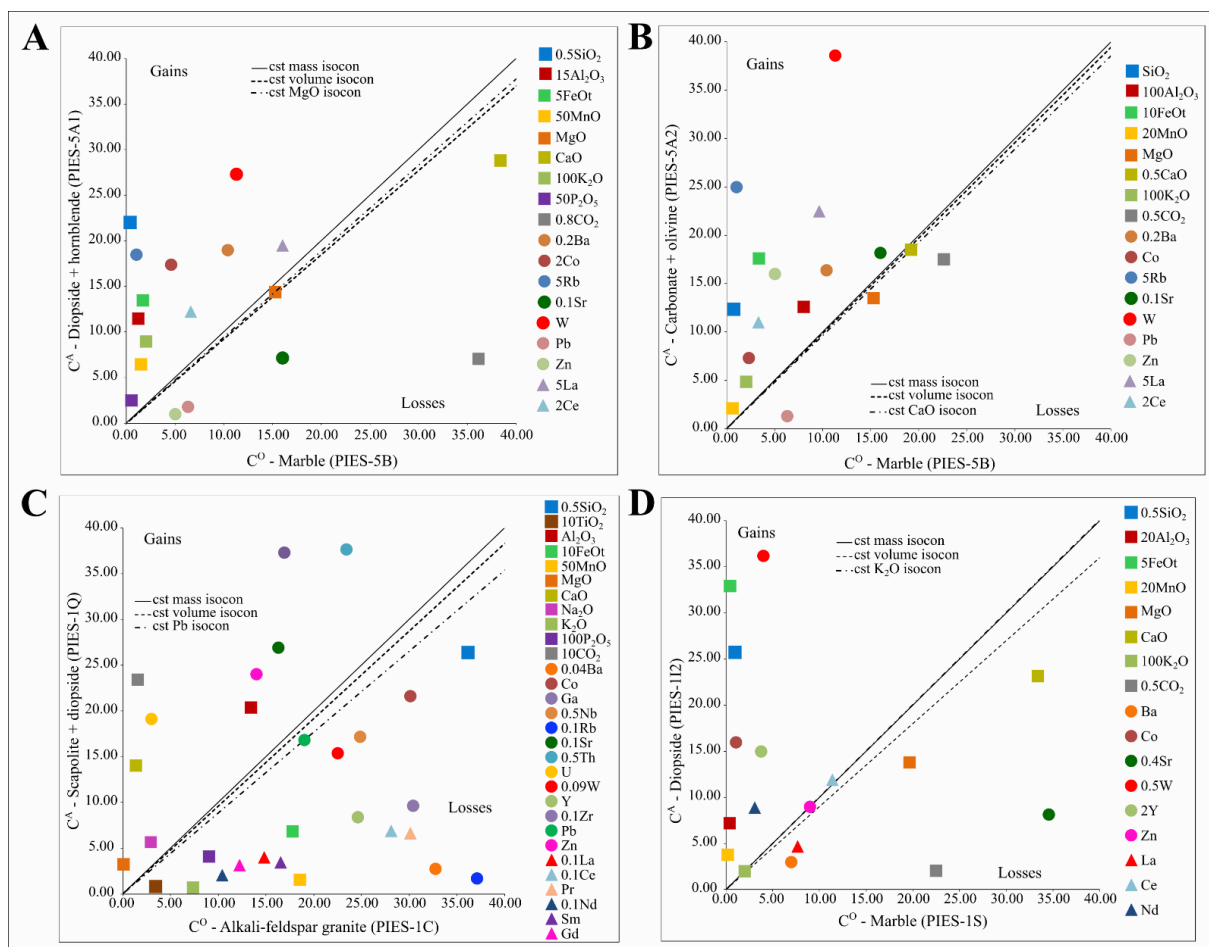 A
40.00
35.00
30.00
25.00
20.00
15.00
10.00
5.00
0.00
0.00 10.00 20.00 30.00 40.00
Gains
cst mass isocon
cst volume isocon
cst MgO isocon
Losses
Cᴬ - Diopside + hornblende (PIES-5A1)
Cᴼ - Marble (PIES-5B)
0.5SiO₂
15Al₂O₃
5FeOt
50MnO
MgO
CaO
100K₂O
50P₂O₅
0.8CO₂
0.2Ba
2Co
5Rb
0.1Sr
W
Pb
Zn
5La
2Ce
B
40.00
35.00
30.00
25.00
20.00
15.00
10.00
5.00
0.00
0.00 5.00 10.00 15.00 20.00 25.00 30.00 35.00 40.00
Gains
cst mass isocon
cst volume isocon
cst CaO isocon
Losses
Cᴬ - Carbonate + olivine (PIES-5A2)
Cᴼ - Marble (PIES-5B)
SiO₂
100Al₂O₃
10FeOt
20MnO
MgO
0.5CaO
100K₂O
0.5CO₂
0.2Ba
Co
5Rb
0.1Sr
W
Pb
Zn
5La
2Ce
C
40.00
35.00
30.00
25.00
20.00
15.00
10.00
5.00
0.00
0.00 5.00 10.00 15.00 20.00 25.00 30.00 35.00 40.00
Gains
cst mass isocon
cst volume isocon
cst Pb isocon
Losses
Cᴬ - Scapolite + diopside (PIES-1Q)
Cᴼ - Alkali-feldspar granite (PIES-1C)
0.5SiO₂
10TiO₂
Al₂O₃
10FeOt
50MnO
MgO
CaO
Na₂O
K₂O
100P₂O₅
10CO₂
0.04Ba
Co
Ga
0.5Nb
0.1Rb
0.1Sr
0.5Th
U
0.09W
Y
0.1Zr
Pb
Zn
0.1La
0.1Ce
Pr
0.1Nd
Sm
Gd
D
40.00
35.00
30.00
25.00
20.00
15.00
10.00
5.00
0.00
0.00 5.00 10.00 15.00 20.00 25.00 30.00 35.00 40.00
Gains
cst mass isocon
cst volume isocon
cst K₂O isocon
Losses
Cᴬ - Diopside (PIES-1I2)
Cᴼ - Marble (PIES-1S)
0.5SiO₂
20Al₂O₃
5FeOt
20MnO
MgO
CaO
100K₂O
0.5CO₂
Ba
Co
0.4Sr
0.5W
2Y
Zn
La
Ce
Nd